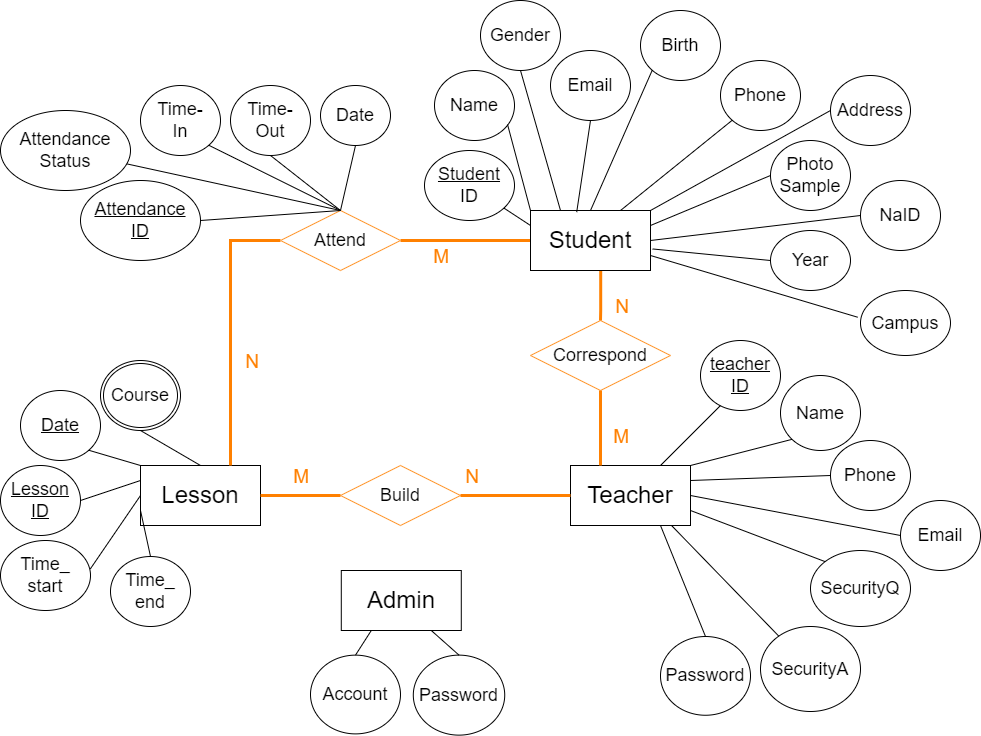 Gender
Birth
Email
Name
Phone
Address
Time-
In
Time-
Out
Date
Attendance
Status
Student
ID
Photo
Sample
Attendance
ID
NaID
Attend
Student
M
Year
N
Campus
Correspond
N
teacher
ID
Course
Name
Date
M
Phone
Lesson
ID
Lesson
M
Build
N
Teacher
Email
Time_
start
Time_
end
SecurityQ
Admin
Password
SecurityA
Account
Password